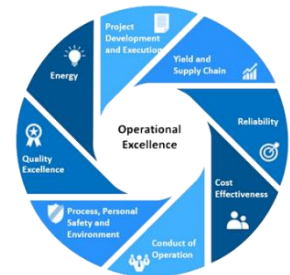 Project
Development
and Execution
Yield and
Supply Chain
Reliability
Cost
Effectiveness
Conduct of
Operation
Process, Personal
Safety and
Environment
Quality
Excellence
Energy
Operational
Excellence